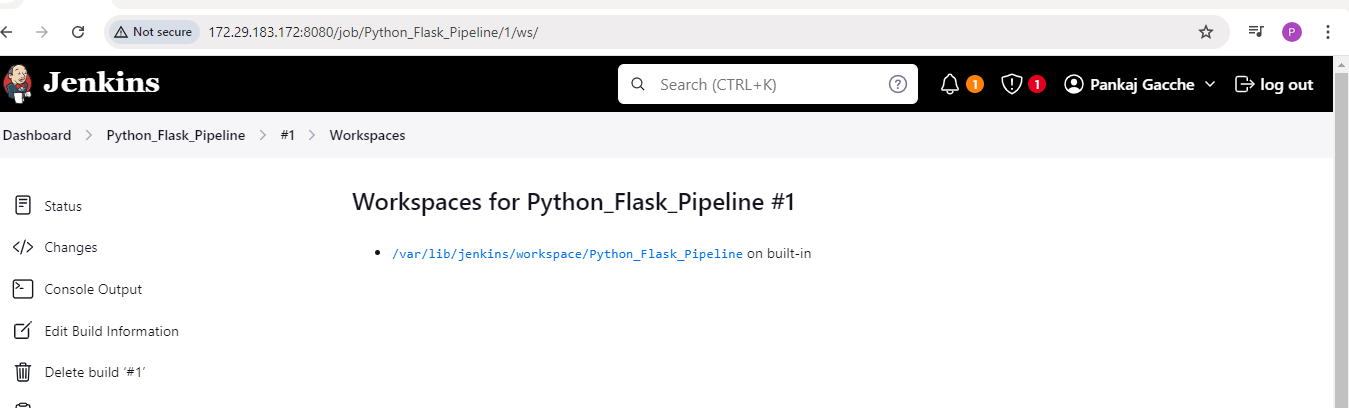 Not secure 172.29.183.172:8080/job/Python_Flask_Pipeline/1/ws/ P
Jenkins Search (CTRL+K) ? 1 1 Pankaj Gacche log out
Dashboard Python_Flask_Pipeline #1 Workspaces
Workspaces for Python_Flask_Pipeline #1
/var/lib/jenkins/workspace/Python_Flask_Pipeline on built-in
Status
Changes
Console Output
Edit Build Information
Delete build ‘#1’